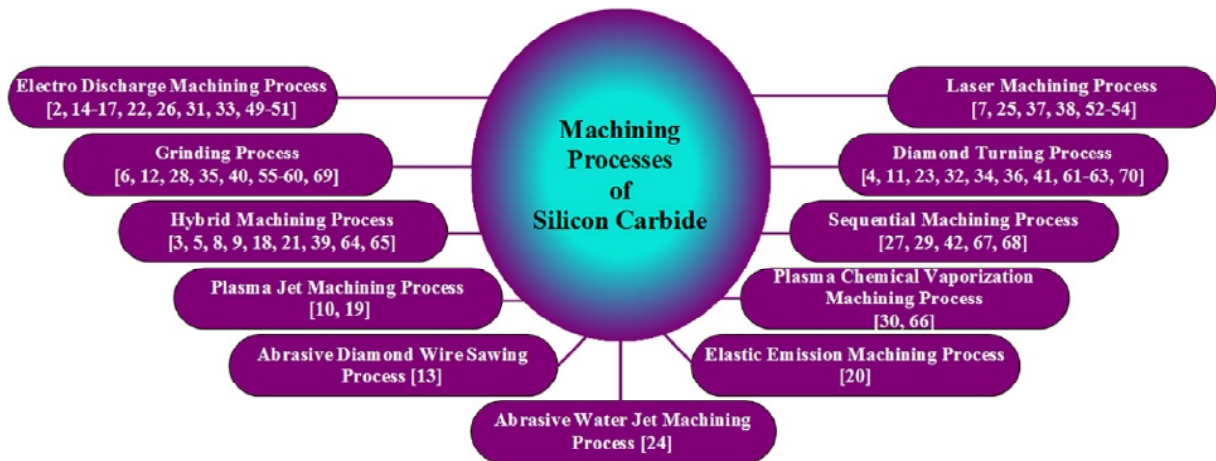 Machining
Processes
of
Silicon Carbide
Electro Discharge Machining Process
[2, 14-17, 22, 26, 31, 33, 49-51]
Grinding Process
[6, 12, 28, 35, 40, 55-60, 69]
Hybrid Machining Process
[3, 5, 8, 9, 18, 21, 39, 64, 65]
Plasma Jet Machining Process
[10, 19]
Abrasive Diamond Wire Sawing
Process [13]
Abrasive Water Jet Machining
Process [24]
Laser Machining Process
[7, 25, 37, 38, 52-54]
Diamond Turning Process
[4, 11, 23, 32, 34, 36, 41, 61-63, 70]
Sequential Machining Process
[27, 29, 42, 67, 68]
Plasma Chemical Vaporization
Machining Process
[30, 66]
Elastic Emission Machining Process
[20]